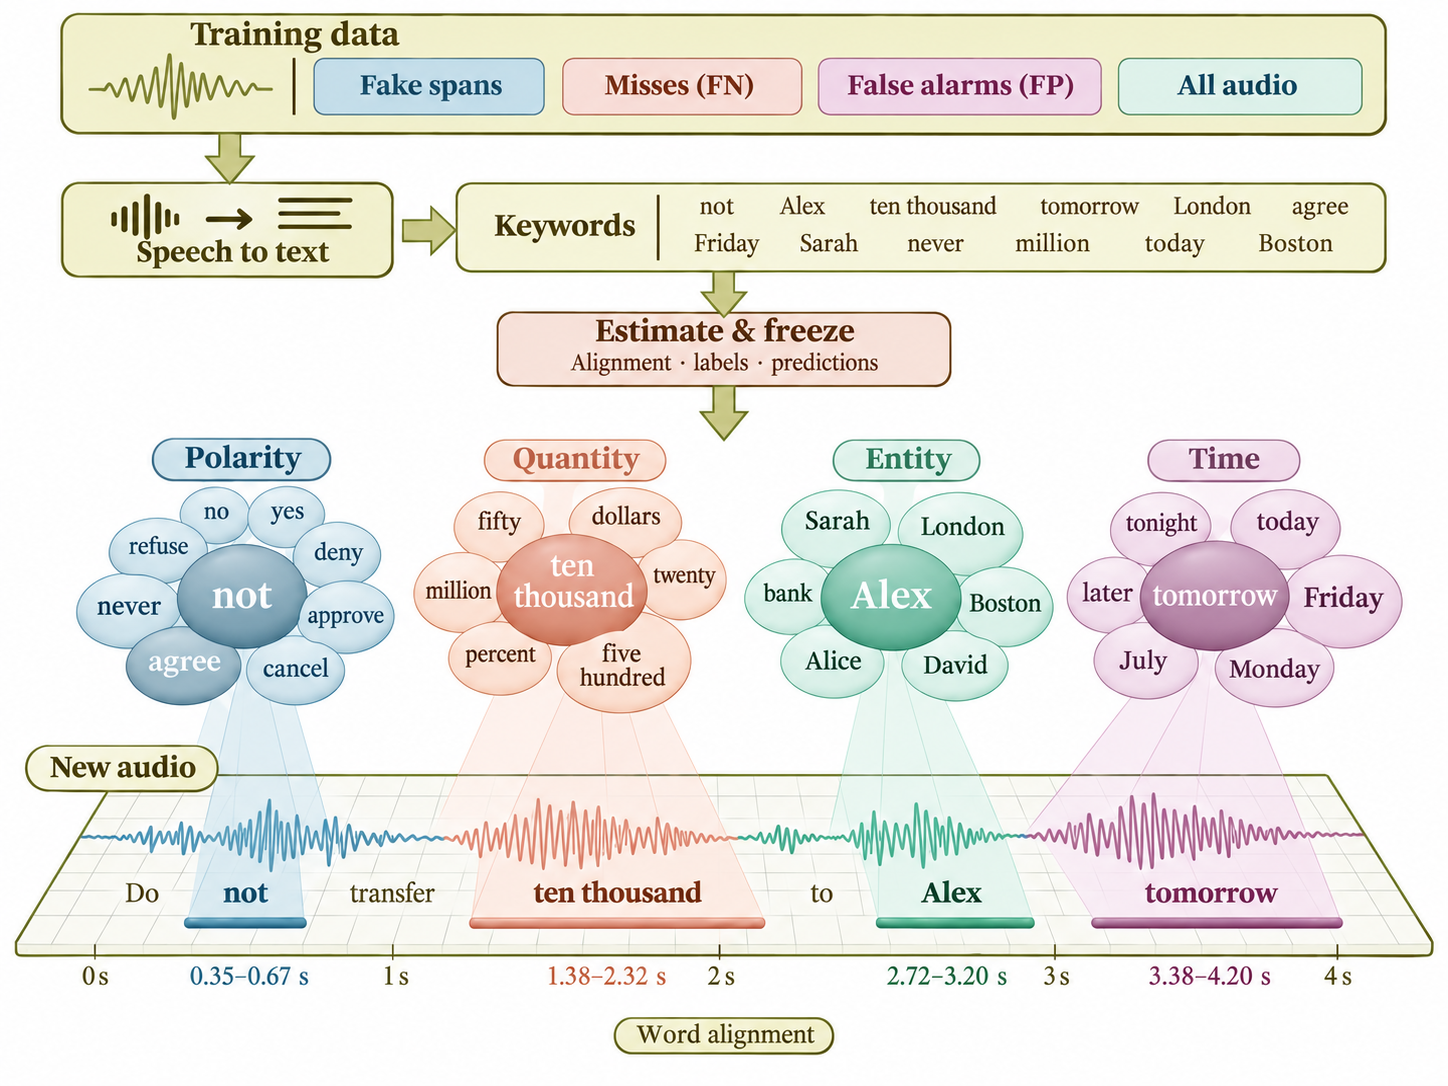 Training data
Fake spans
Misses (FN)
False alarms (FP)
All audio
Speech to text
Keywords
not Alex ten thousand tomorrow London agree
Friday Sarah never million today Boston
Estimate & freeze
Alignment · labels · predictions
Polarity
no yes
refuse deny
not
never approve
agree cancel
Quantity
fifty dollars
million twenty
ten
thousand
percent
five
hundred
Entity
Sarah London
bank Alex Boston
Alice David
Time
tonight today
later tomorrow Friday
July Monday
New audio
Do not transfer ten thousand to Alex tomorrow
0s 0.35–0.67 s 1s 1.38–2.32 s 2s 2.72–3.20 s 3s 3.38–4.20 s 4s
Word alignment